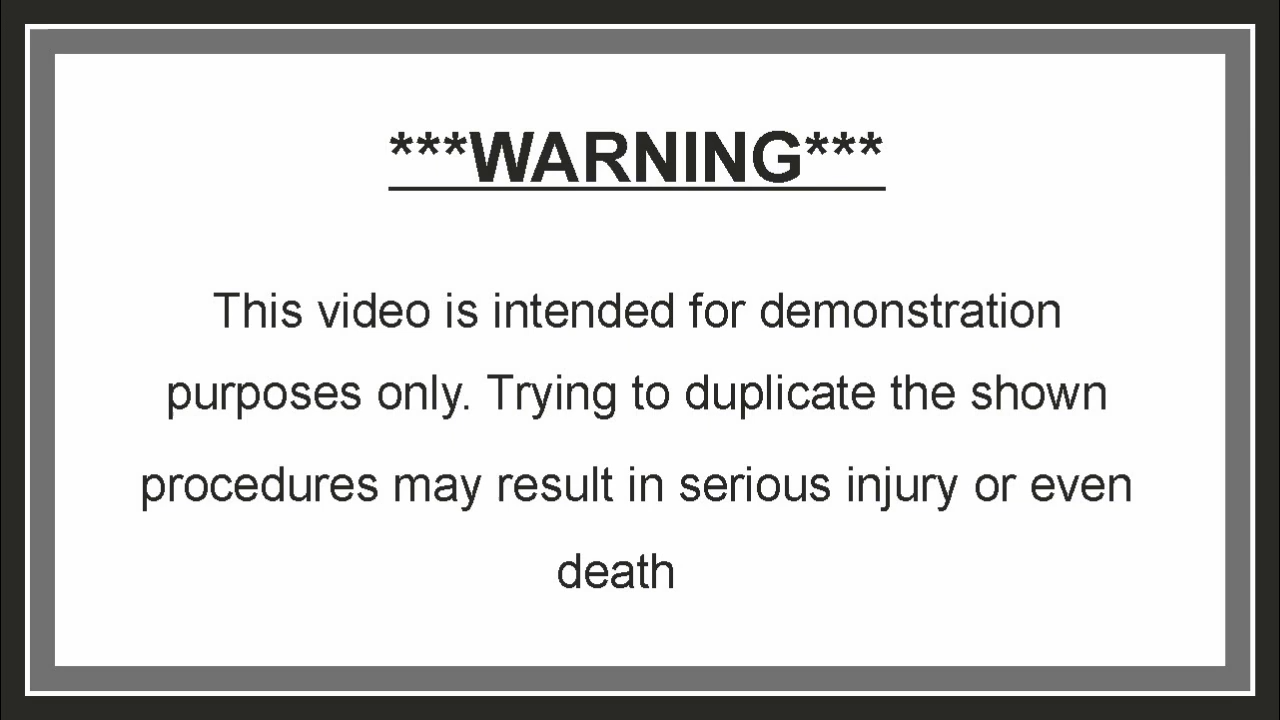 ***WARNING***
This video is intended for demonstration
purposes only. Trying to duplicate the shown
procedures may result in serious injury or even
death